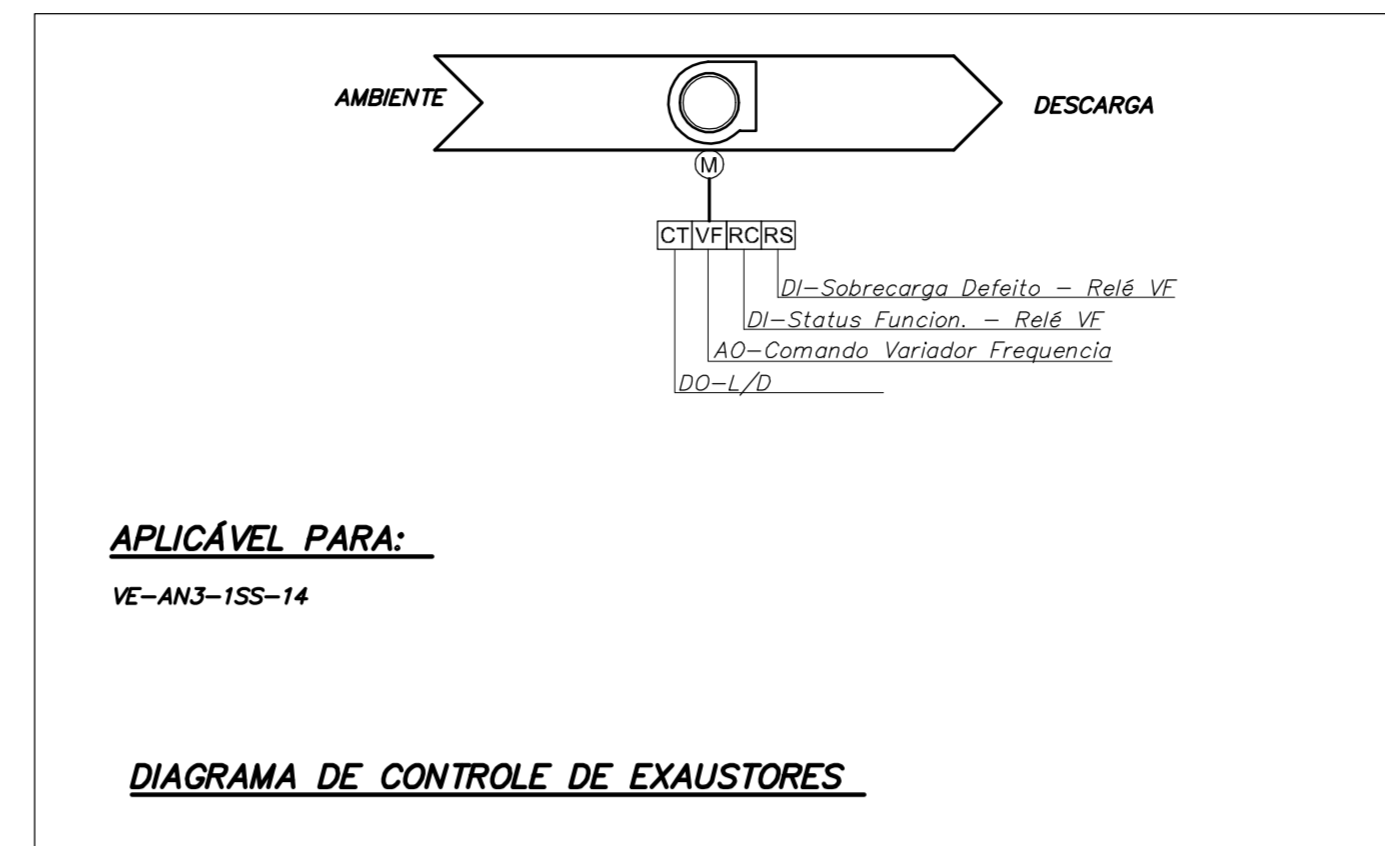 AMBIENTE
DESCARGA
M
CT VF RC RS
DI-Sobrecarga Defeito - Relé VF
DI-Status Funcion. - Relé VF
AO-Comando Variador Frequencia
DO-L/D
APLICÁVEL PARA:
VE-AN3-1SS-14
DIAGRAMA DE CONTROLE DE EXAUSTORES